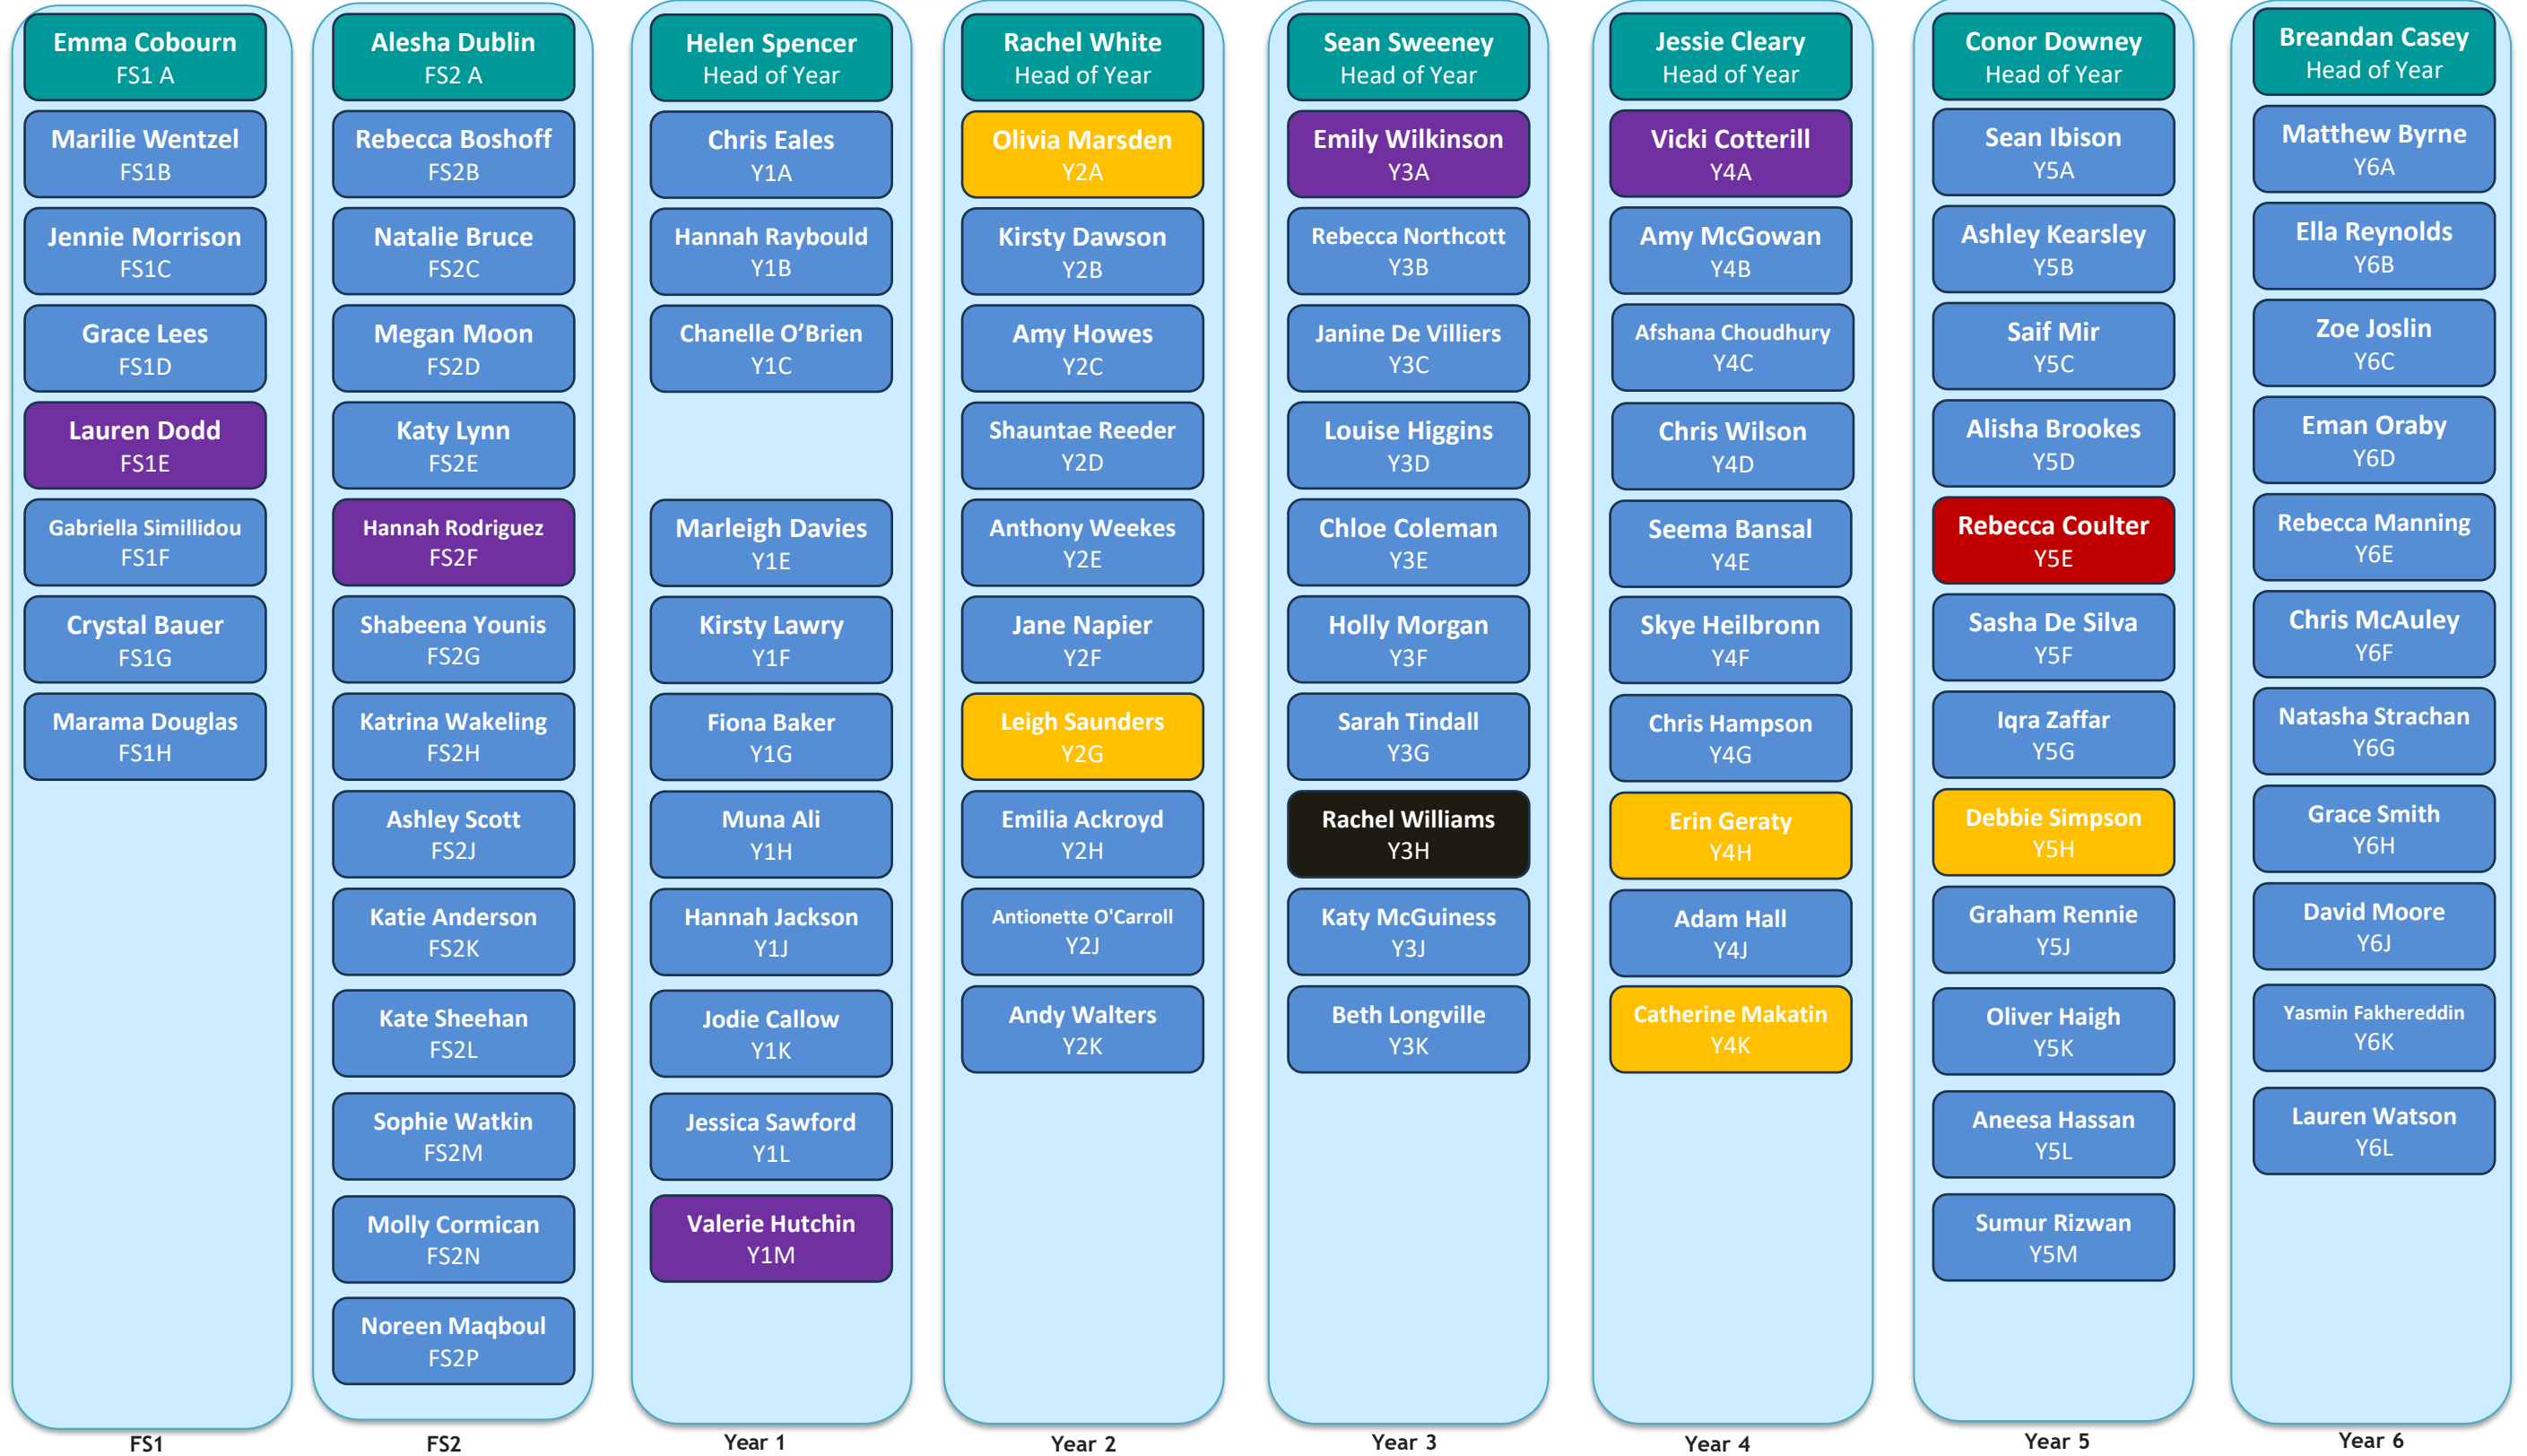 Emma Cobourn
FS1 A
Marilie Wentzel
FS1B
Jennie Morrison
FS1C
Grace Lees
FS1D
Lauren Dodd
FS1E
Gabriella Simillidou
FS1F
Crystal Bauer
FS1G
Marama Douglas
FS1H
FS1
Alesha Dublin
FS2 A
Rebecca Boshoff
FS2B
Natalie Bruce
FS2C
Megan Moon
FS2D
Katy Lynn
FS2E
Hannah Rodriguez
FS2F
Shabeena Younis
FS2G
Katrina Wakeling
FS2H
Ashley Scott
FS2J
Katie Anderson
FS2K
Kate Sheehan
FS2L
Sophie Watkin
FS2M
Molly Cormican
FS2N
Noreen Maqboul
FS2P
FS2
Helen Spencer
Head of Year
Chris Eales
Y1A
Hannah Raybould
Y1B
Chanelle O’Brien
Y1C
Marleigh Davies
Y1E
Kirsty Lawry
Y1F
Fiona Baker
Y1G
Muna Ali
Y1H
Hannah Jackson
Y1J
Jodie Callow
Y1K
Jessica Sawford
Y1L
Valerie Hutchin
Y1M
Year 1
Rachel White
Head of Year
Olivia Marsden
Y2A
Kirsty Dawson
Y2B
Amy Howes
Y2C
Shauntae Reeder
Y2D
Anthony Weekes
Y2E
Jane Napier
Y2F
Leigh Saunders
Y2G
Emilia Ackroyd
Y2H
Antionette O'Carroll
Y2J
Andy Walters
Y2K
Year 2
Sean Sweeney
Head of Year
Emily Wilkinson
Y3A
Rebecca Northcott
Y3B
Janine De Villiers
Y3C
Louise Higgins
Y3D
Chloe Coleman
Y3E
Holly Morgan
Y3F
Sarah Tindall
Y3G
Rachel Williams
Y3H
Katy McGuiness
Y3J
Beth Longville
Y3K
Year 3
Jessie Cleary
Head of Year
Vicki Cotterill
Y4A
Amy McGowan
Y4B
Afshana Choudhury
Y4C
Chris Wilson
Y4D
Seema Bansal
Y4E
Skye Heilbronn
Y4F
Chris Hampson
Y4G
Erin Geraty
Y4H
Adam Hall
Y4J
Catherine Makatin
Y4K
Year 4
Conor Downey
Head of Year
Sean Ibison
Y5A
Ashley Kearsley
Y5B
Saif Mir
Y5C
Alisha Brookes
Y5D
Rebecca Coulter
Y5E
Sasha De Silva
Y5F
Iqra Zaffar
Y5G
Debbie Simpson
Y5H
Graham Rennie
Y5J
Oliver Haigh
Y5K
Aneesa Hassan
Y5L
Sumur Rizwan
Y5M
Year 5
Breandan Casey
Head of Year
Matthew Byrne
Y6A
Ella Reynolds
Y6B
Zoe Joslin
Y6C
Eman Oraby
Y6D
Rebecca Manning
Y6E
Chris McAuley
Y6F
Natasha Strachan
Y6G
Grace Smith
Y6H
David Moore
Y6J
Yasmin Fakhereddin
Y6K
Lauren Watson
Y6L
Year 6